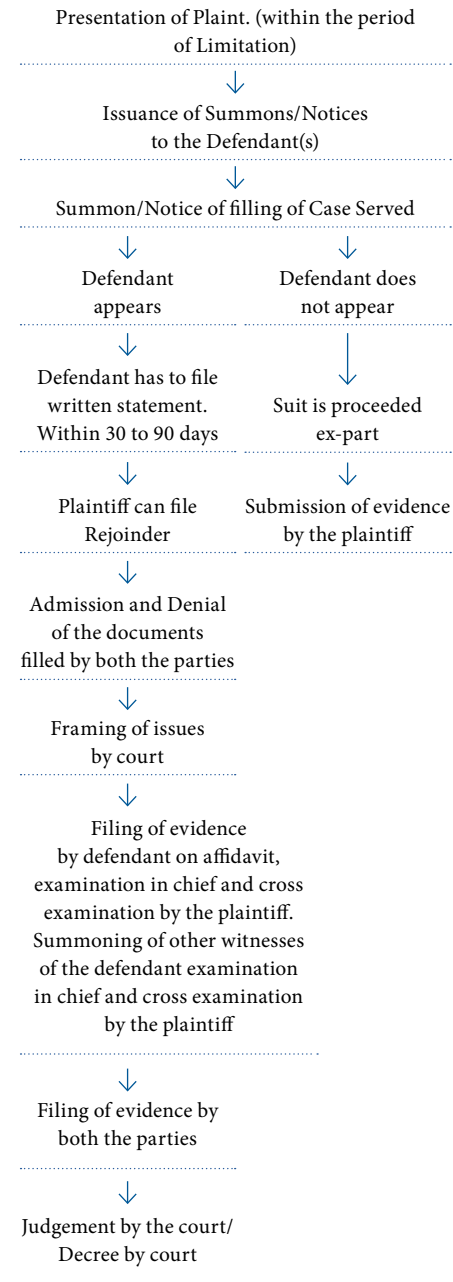 Presentation of Plaint. (within the period
of Limitation)
Issuance of Summons/Notices
to the Defendant(s)
Summon/Notice of filling of Case Served
Defendant
appears
Defendant does
not appear
Defendant has to file
written statement.
Within 30 to 90 days
Suit is proceeded
ex-part
Plaintiff can file
Rejoinder
Submission of evidence
by the plaintiff
Admission and Denial
of the documents
filled by both the parties
Framing of issues
by court
Filing of evidence
by defendant on affidavit,
examination in chief and cross
examination by the plaintiff.
Summoning of other witnesses
of the defendant examination
in chief and cross examination
by the plaintiff
Filing of evidence by
both the parties
Judgement by the court/
Decree by court